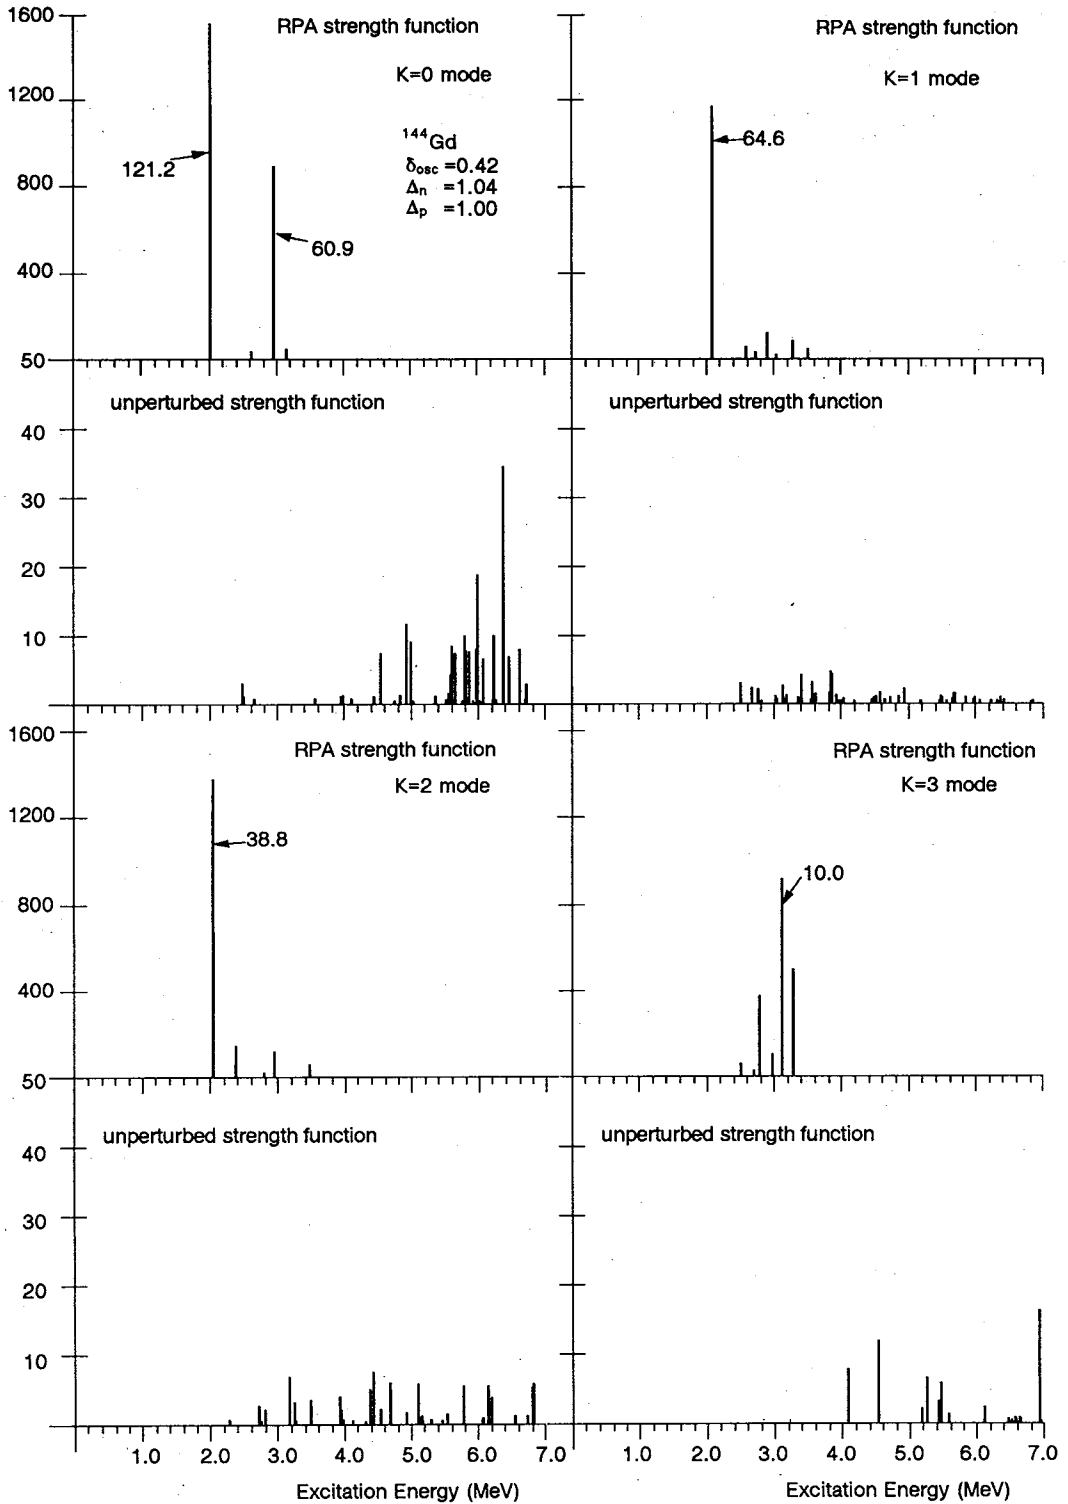 1600
1200
800
400
50
RPA strength function
K=0 mode
¹⁴⁴Gd
δosc =0.42
Δn =1.04
Δp =1.00
121.2
60.9
RPA strength function
K=1 mode
64.6
unperturbed strength function
40
30
20
10
unperturbed strength function
1600
1200
800
400
50
RPA strength function
K=2 mode
38.8
RPA strength function
K=3 mode
10.0
unperturbed strength function
40
30
20
10
1.0 2.0 3.0 4.0 5.0 6.0 7.0
Excitation Energy (MeV)
unperturbed strength function
1.0 2.0 3.0 4.0 5.0 6.0 7.0
Excitation Energy (MeV)